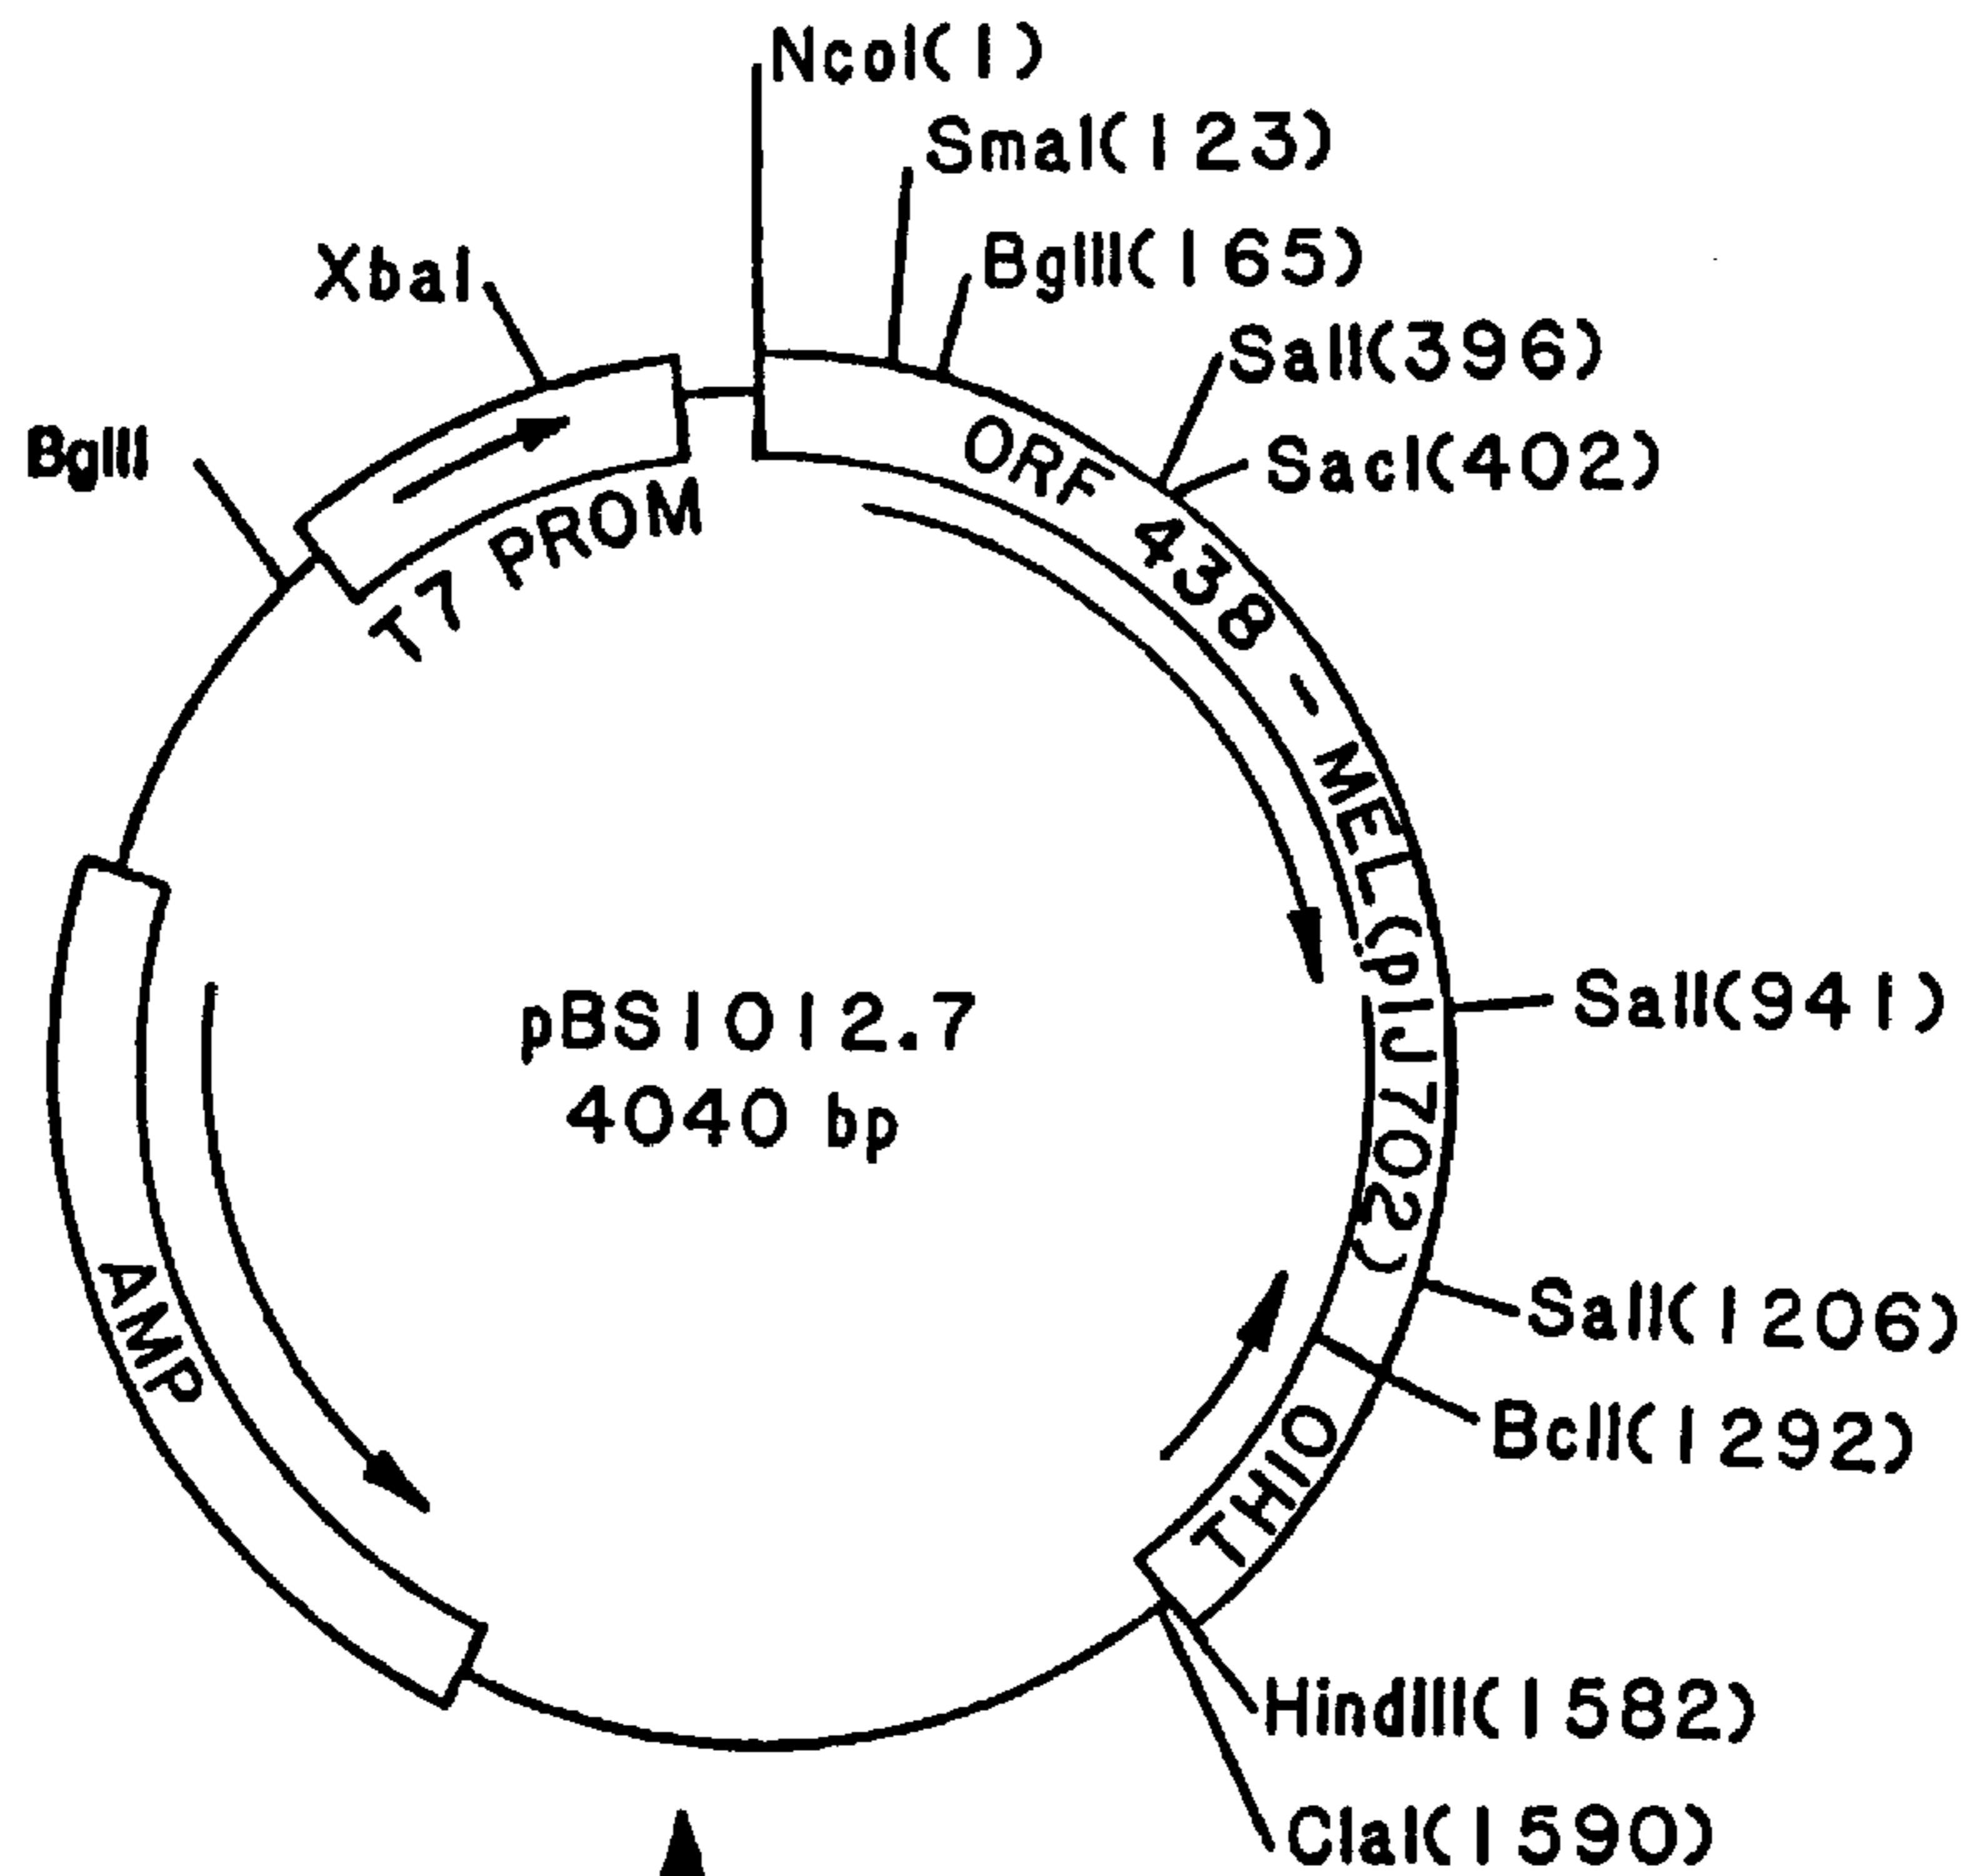 NcoI(1)
SmaI(123)
BglII(165)
XbaI
SalI(396)
BglII
SacI(402)
T7 PROM
ORF 438 - MEL(pIJ702)
pBS1012.7
4040 bp
SalI(941)
AMP
SalI(1206)
BclI(1292)
THIO
HindIII(1582)
ClaI(1590)